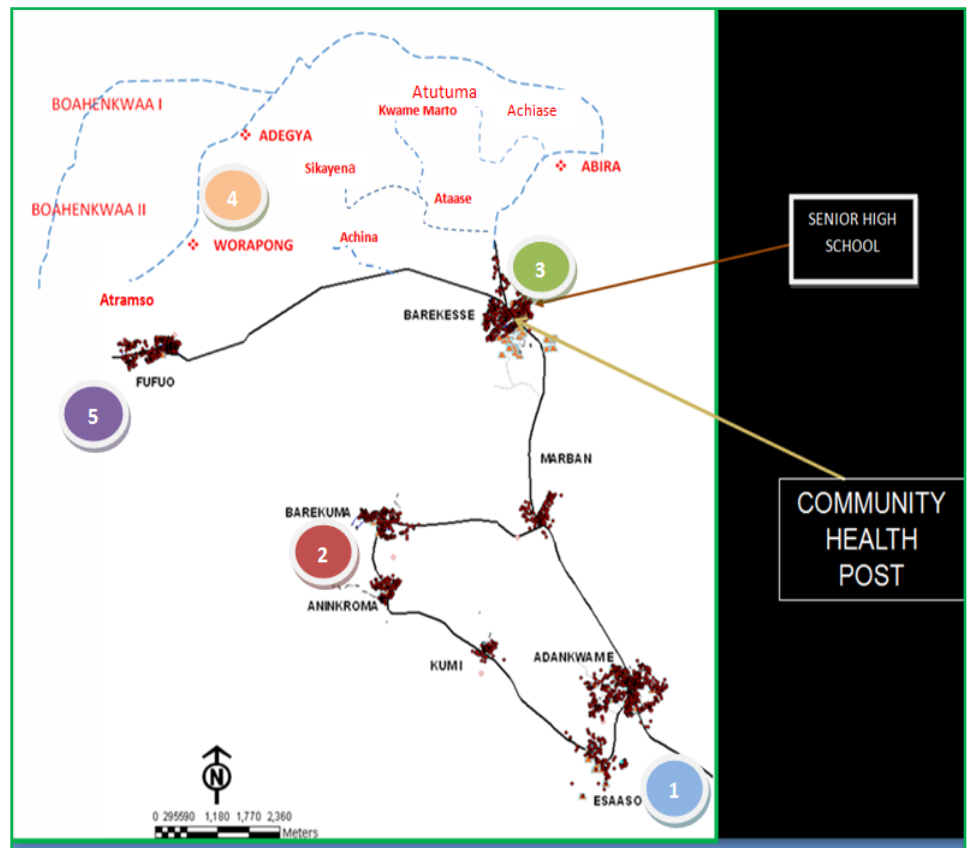 Atutuma
BOAHENKWAA I
Kwame Marto
Achiase
ADEGYA
ABIRA
Sikayena
4
Ataase
BOAHENKWAA II
SENIOR HIGH
SCHOOL
WORAPONG
Achina
3
Atramso
BAREKESSE
FUFUO
5
MARBAN
COMMUNITY
HEALTH
POST
BAREKUMA
2
ANINKROMA
KUMI
ADANKWAME
N
1
ESAASO
0 295590 1,180 1,770 2,360
Meters